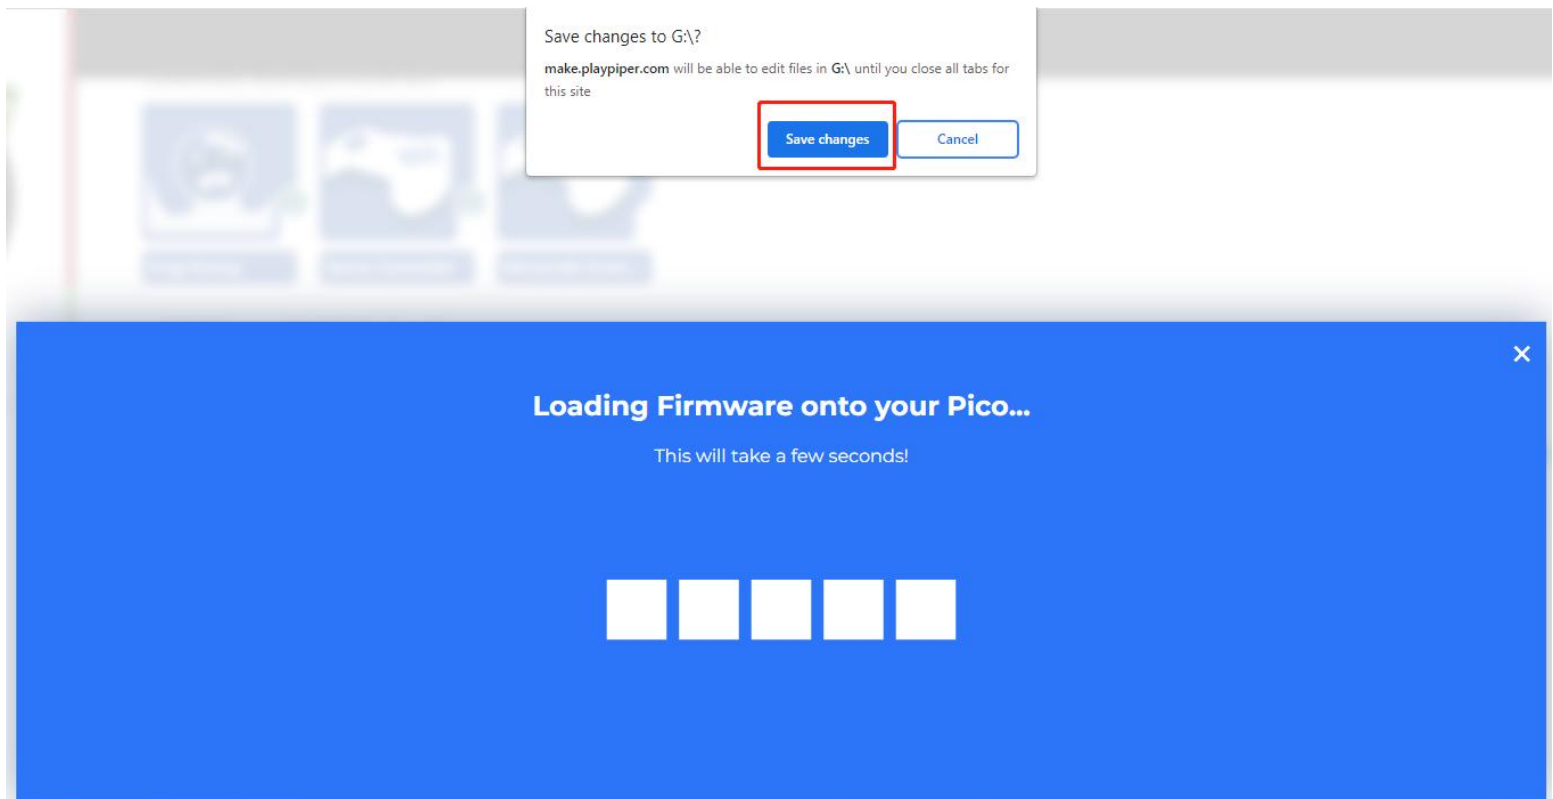 Save changes to G:\?
make.playpiper.com will be able to edit files in G:\ until you close all tabs for
this site
Save changes
Cancel
Loading Firmware onto your Pico...
This will take a few seconds!